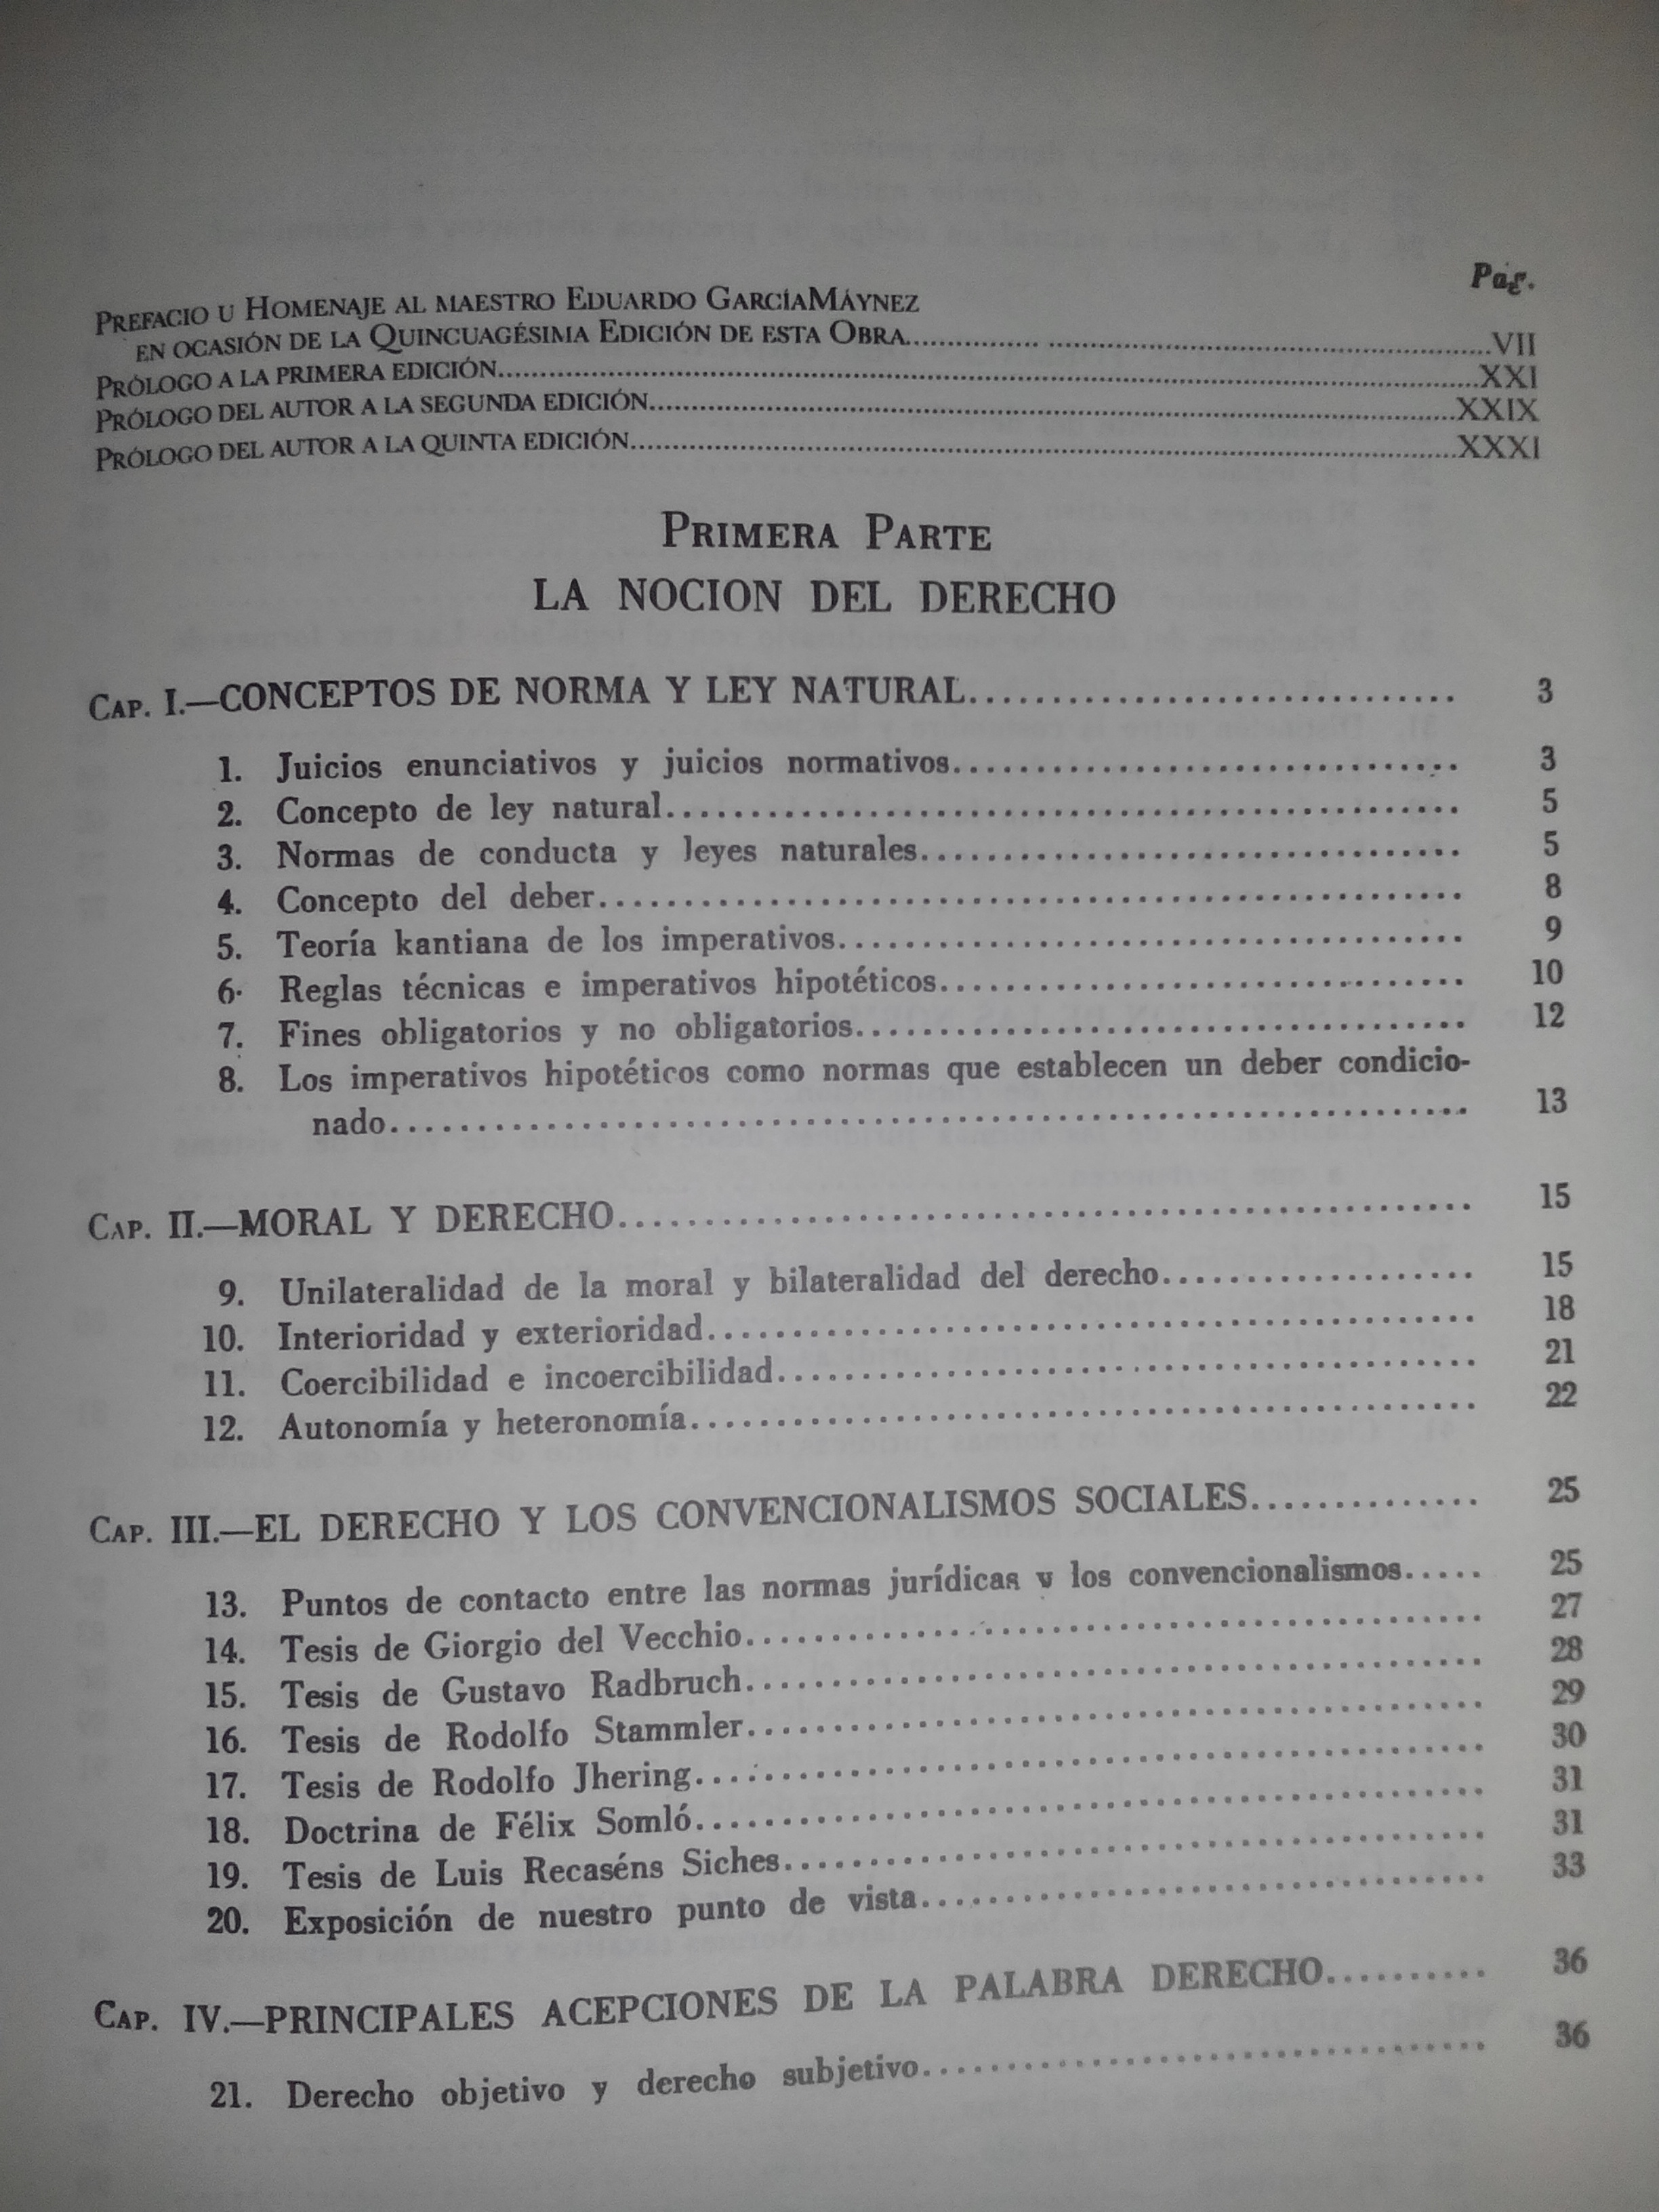 Pág.
PREFACIO U HOMENAJE AL MAESTRO EDUARDO GARCÍAMÁYNEZ
EN OCASIÓN DE LA QUINCUAGÉSIMA EDICIÓN DE ESTA OBRA.............. ..............................................VII
PRÓLOGO A LA PRIMERA EDICIÓN..............................................XXI
PRÓLOGO DEL AUTOR A LA SEGUNDA EDICIÓN..............................................XXIX
PRÓLOGO DEL AUTOR A LA QUINTA EDICIÓN..............................................XXXI
PRIMERA PARTE
LA NOCION DEL DERECHO
CAP. I.—CONCEPTOS DE NORMA Y LEY NATURAL.............................. 3
1. Juicios enunciativos y juicios normativos.............................. 3
2. Concepto de ley natural.............................. 5
3. Normas de conducta y leyes naturales.............................. 5
4. Concepto del deber.............................. 8
5. Teoría kantiana de los imperativos.............................. 9
6. Reglas técnicas e imperativos hipotéticos.............................. 10
7. Fines obligatorios y no obligatorios.............................. 12
8. Los imperativos hipotéticos como normas que establecen un deber condicio-
nado.............................. 13
CAP. II.—MORAL Y DERECHO.............................. 15
9. Unilateralidad de la moral y bilateralidad del derecho.................. 15
10. Interioridad y exterioridad.............................. 18
11. Coercibilidad e incoercibilidad.............................. 21
12. Autonomía y heteronomía.............................. 22
CAP. III.—EL DERECHO Y LOS CONVENCIONALISMOS SOCIALES.............. 25
13. Puntos de contacto entre las normas jurídicas y los convencionalismos..... 25
14. Tesis de Giorgio del Vecchio.............................. 27
15. Tesis de Gustavo Radbruch.............................. 28
16. Tesis de Rodolfo Stammler.............................. 29
17. Tesis de Rodolfo Jhering.............................. 30
18. Doctrina de Félix Somló.............................. 31
19. Tesis de Luis Recaséns Siches.............................. 31
20. Exposición de nuestro punto de vista.............................. 33
CAP. IV.—PRINCIPALES ACEPCIONES DE LA PALABRA DERECHO.......... 36
21. Derecho objetivo y derecho subjetivo.............................. 36